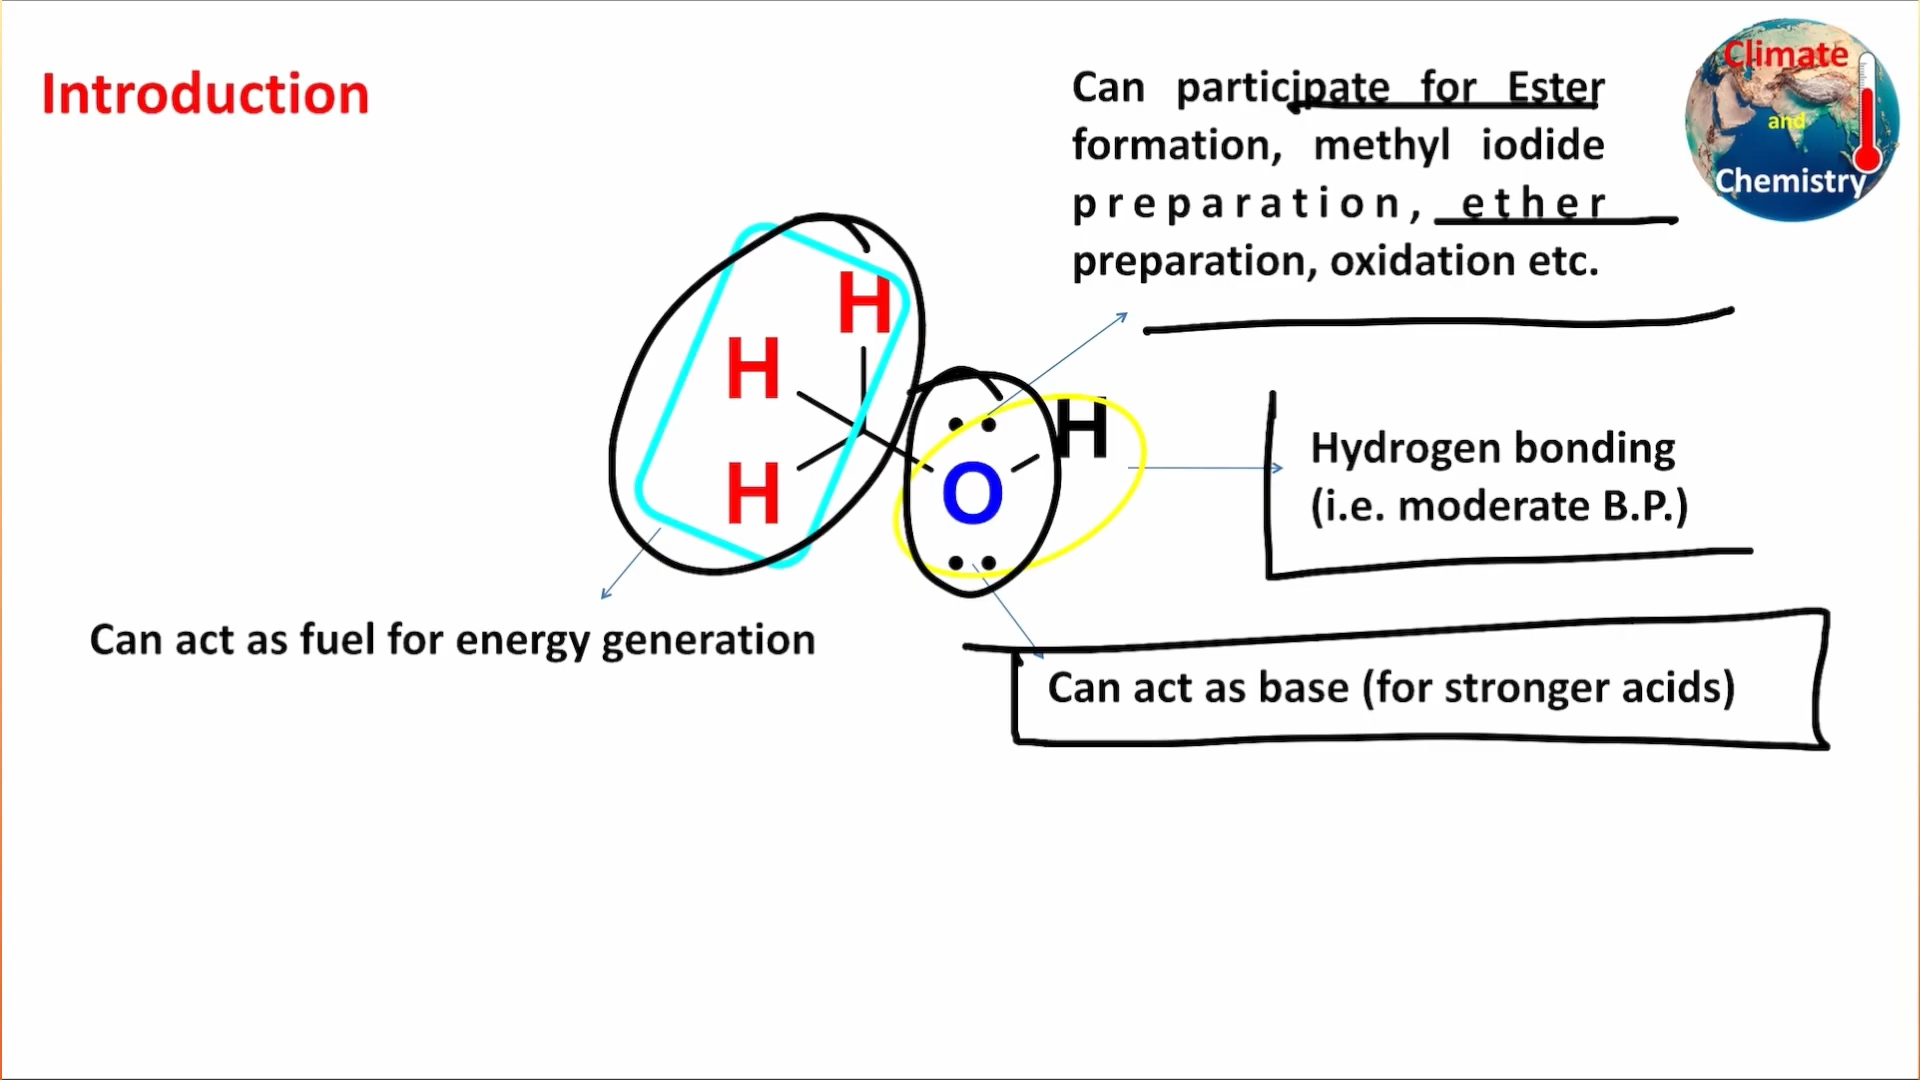 Introduction
Can participate for Ester
formation, methyl iodide
preparation, ether
preparation, oxidation etc.
Climate
and
Chemistry
H
H
H
H
O
Hydrogen bonding
(i.e. moderate B.P.)
Can act as fuel for energy generation
Can act as base (for stronger acids)